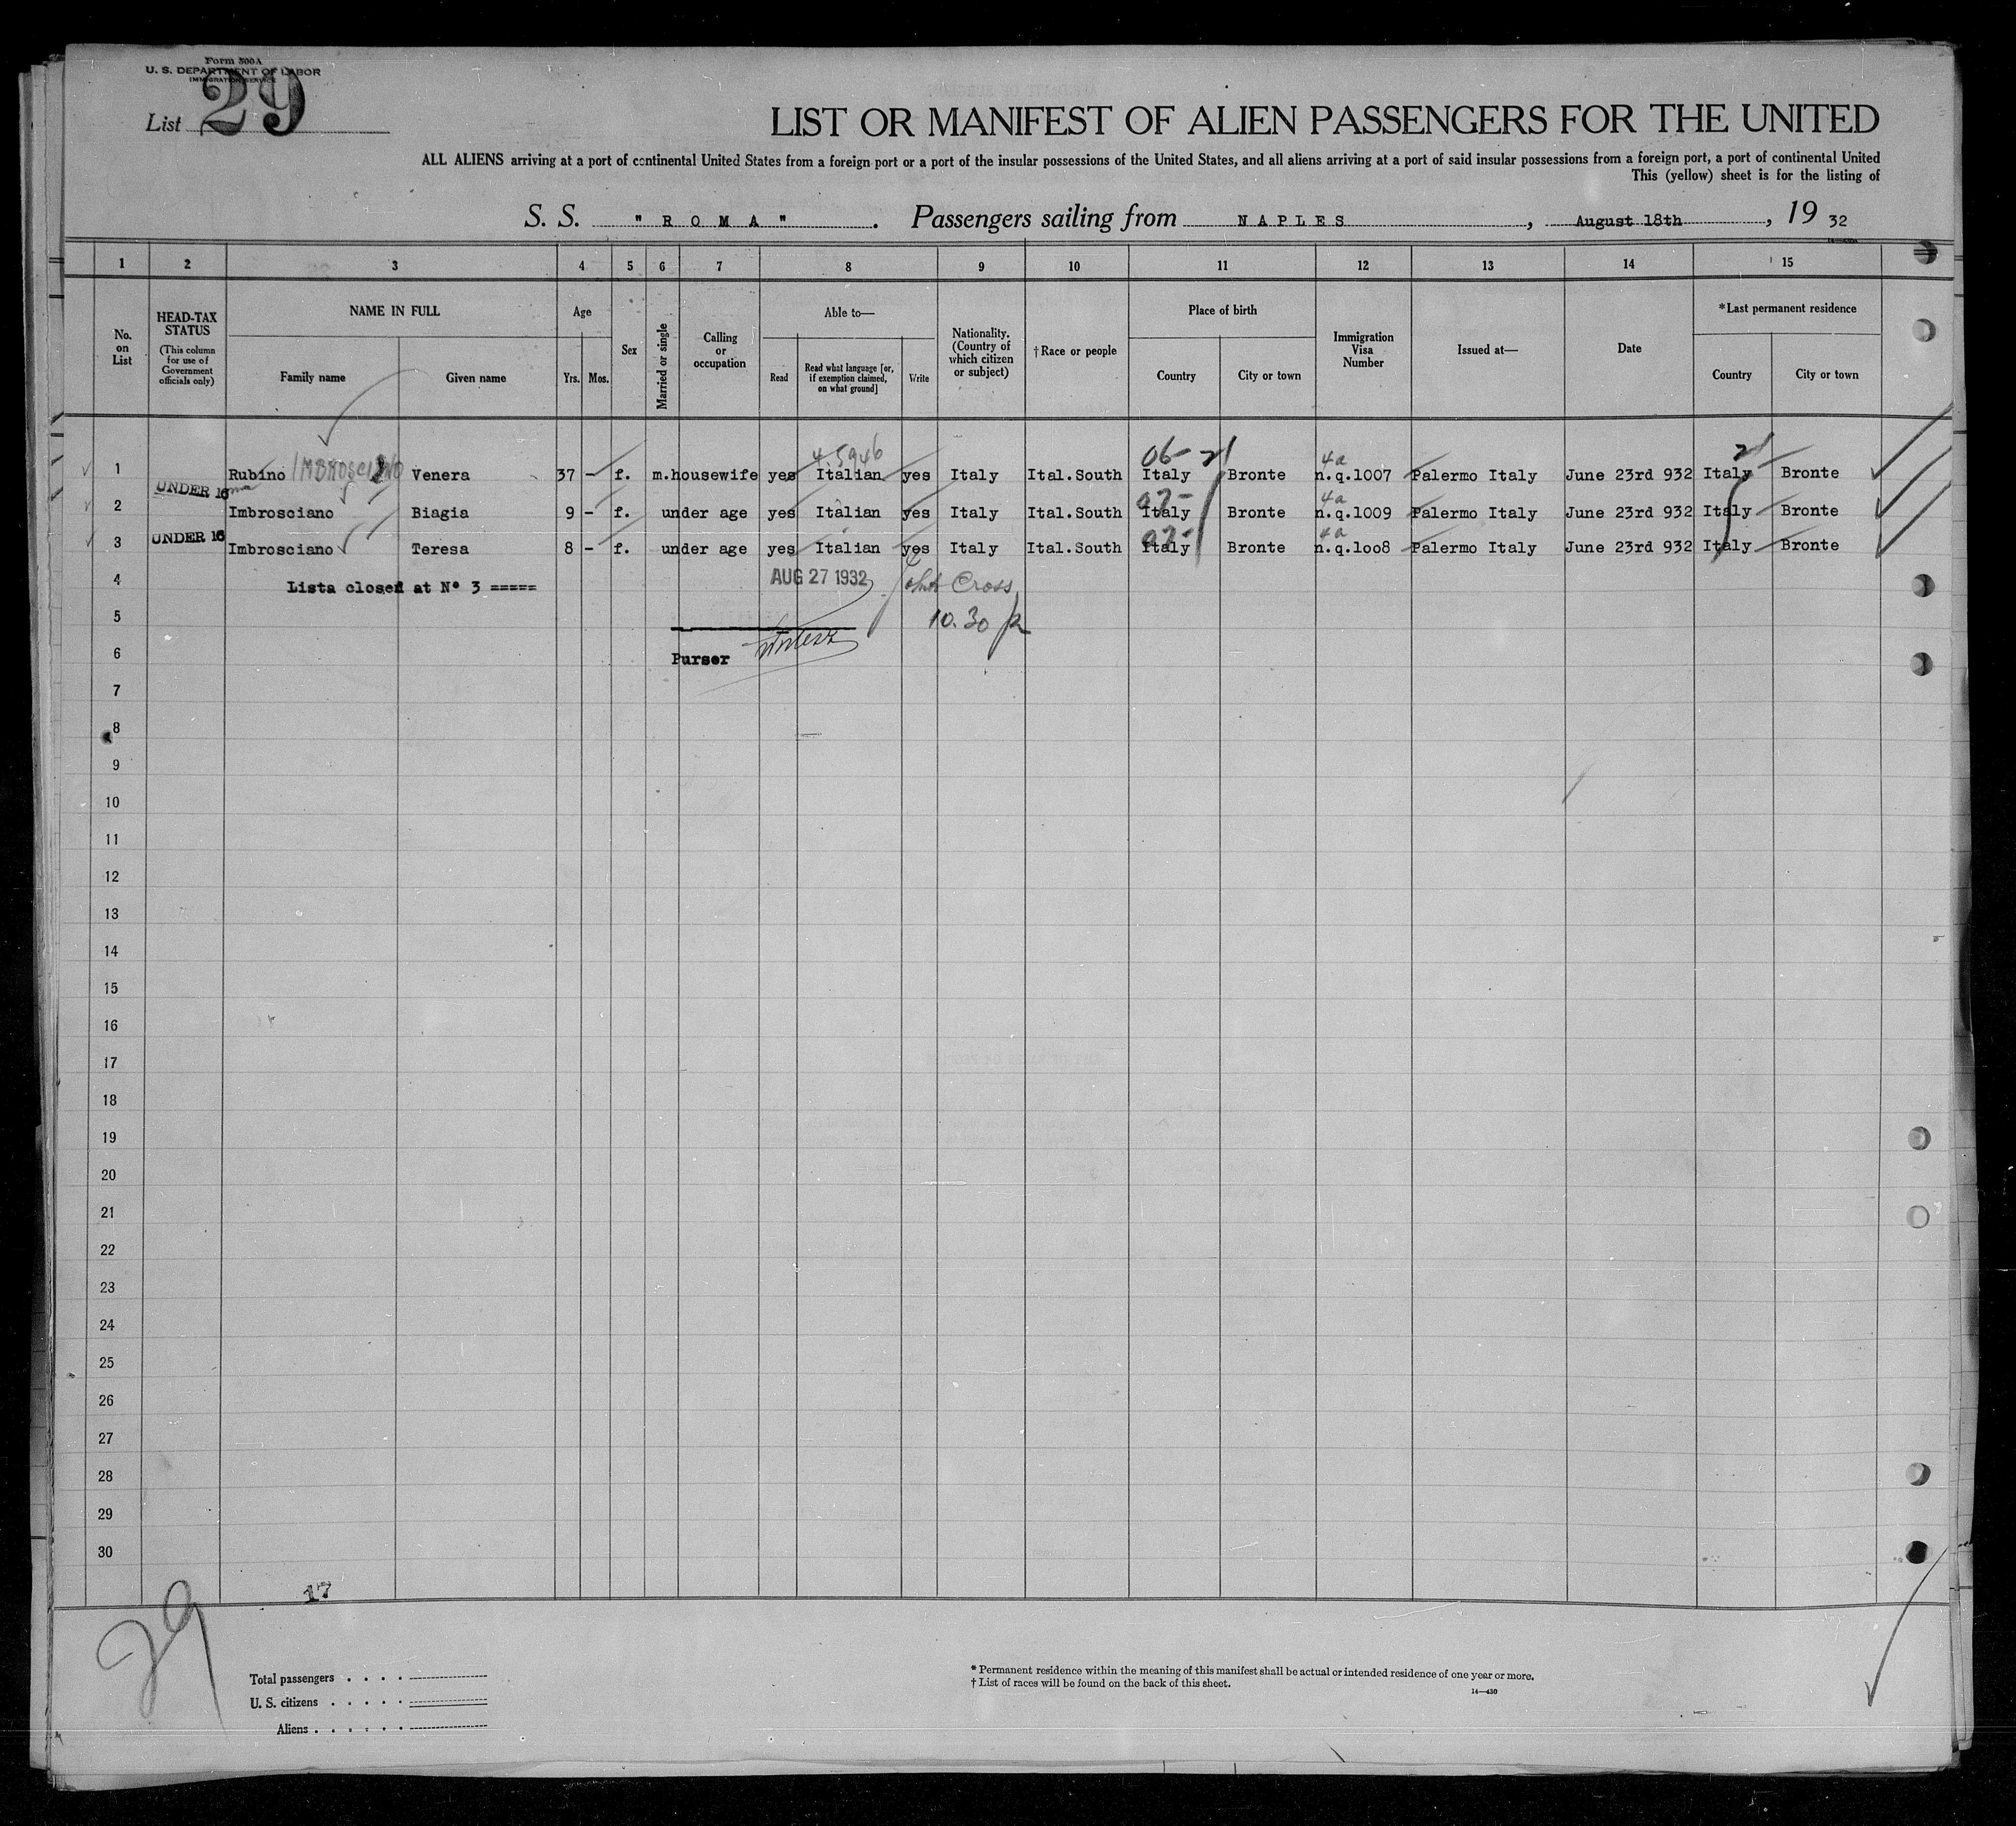 Form 500A
U. S. DEPARTMENT OF LABOR
IMMIGRATION SERVICE
List 29
LIST OR MANIFEST OF ALIEN PASSENGERS FOR THE UNITED
ALL ALIENS arriving at a port of continental United States from a foreign port or a port of the insular possessions of the United States, and all aliens arriving at a port of said insular possessions from a foreign port, a port of continental United
This (yellow) sheet is for the listing of
S. S. "ROMA". Passengers sailing from NAPLES, August 18th, 19 32
1 2 3 4 5 6 7 8 9 10 11 12 13 14 15
No. on List
HEAD-TAX STATUS
(This column for use of Government officials only)
NAME IN FULL
Family name
Given name
Age
Yrs. Mos.
Sex
Married or single
Calling or occupation
Able to—
Read
Read what language [or, if exemption claimed, on what ground]
Write
Nationality. (Country of which citizen or subject)
†Race or people
Place of birth
Country
City or town
Immigration Visa Number
Issued at—
Date
*Last permanent residence
Country
City or town
4.5946
06- 21 4a 21
1 Rubino IMBROSCIANO Venera 37 - f. m. housewife yes Italian yes Italy Ital.South Italy Bronte n.q.1007 Palermo Italy June 23rd 932 Italy Bronte
UNDER 16
07- 4a
2 Imbrosciano Biagia 9 - f. under age yes Italian yes Italy Ital.South Italy Bronte n.q.1009 Palermo Italy June 23rd 932 Italy Bronte
UNDER 16
07- 4a
3 Imbrosciano Teresa 8 - f. under age yes Italian yes Italy Ital.South Italy Bronte n.q.1oo8 Palermo Italy June 23rd 932 Italy Bronte
AUG 27 1932 John Cross
4 Lista closed at N° 3 =====
5 10.30
6 Purser
7
8
9
10
11
12
13
14
15
16
17
18
19
20
21
22
23
24
25
26
27
28
29
30
17
29
Total passengers
U. S. citizens
Aliens
* Permanent residence within the meaning of this manifest shall be actual or intended residence of one year or more.
† List of races will be found on the back of this sheet.
14—430